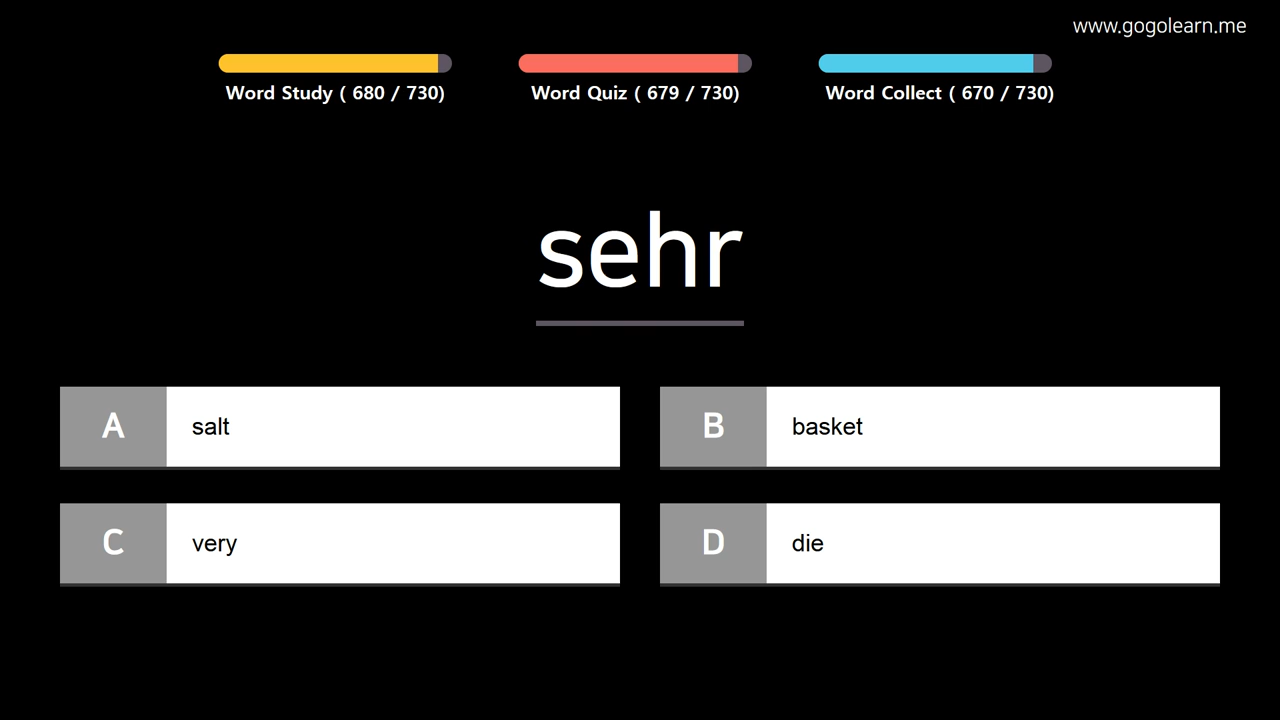 www.gogolearn.me
Word Study ( 680 / 730) Word Quiz ( 679 / 730) Word Collect ( 670 / 730)
sehr
A salt
B basket
C very
D die